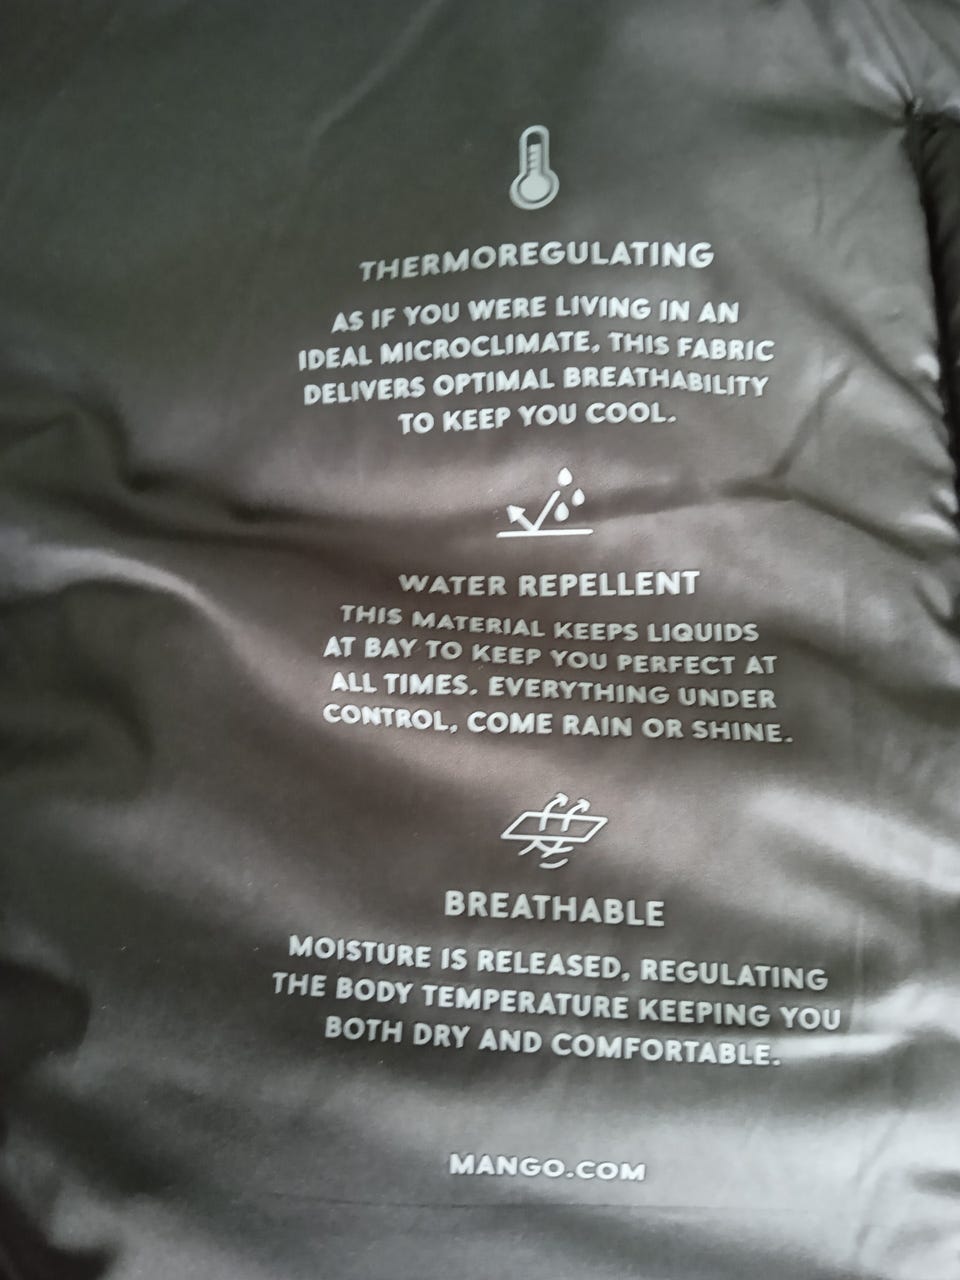 THERMOREGULATING
AS IF YOU WERE LIVING IN AN
IDEAL MICROCLIMATE, THIS FABRIC
DELIVERS OPTIMAL BREATHABILITY
TO KEEP YOU COOL.
WATER REPELLENT
THIS MATERIAL KEEPS LIQUIDS
AT BAY TO KEEP YOU PERFECT AT
ALL TIMES. EVERYTHING UNDER
CONTROL, COME RAIN OR SHINE.
BREATHABLE
MOISTURE IS RELEASED, REGULATING
THE BODY TEMPERATURE KEEPING YOU
BOTH DRY AND COMFORTABLE.
MANGO.COM